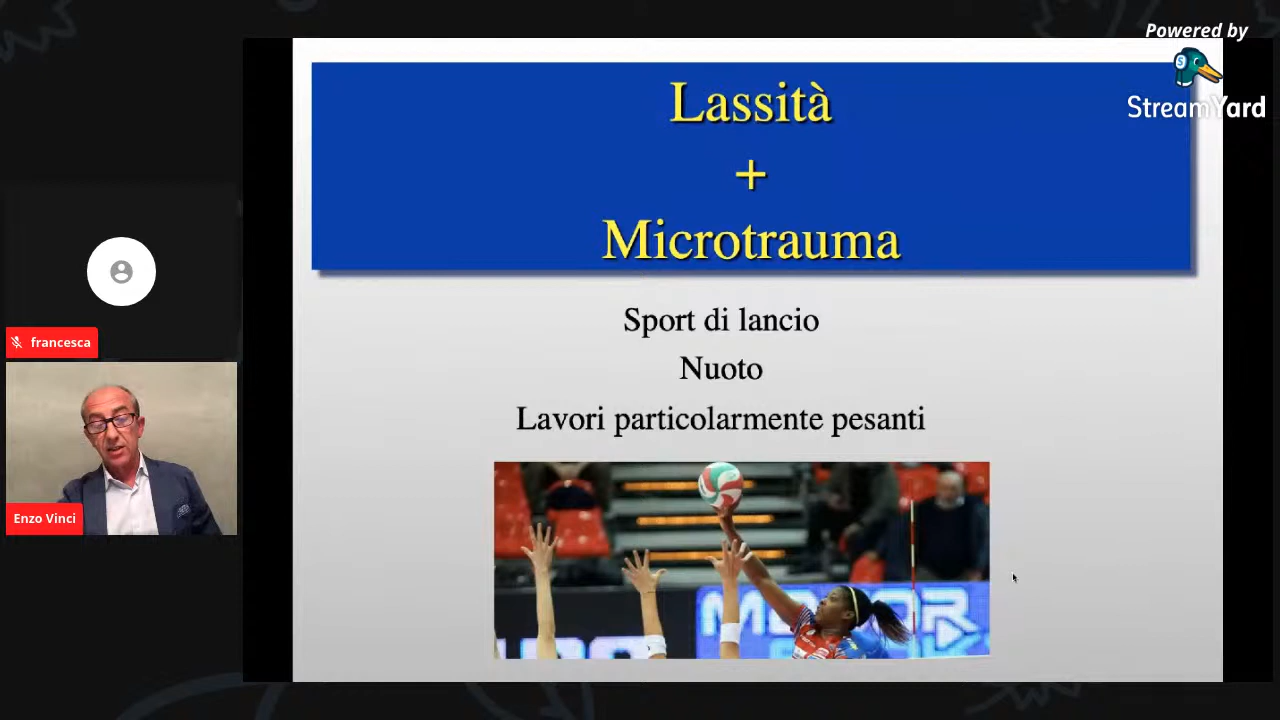 Powered by
StreamYard
Lassità
+
Microtrauma
Sport di lancio
Nuoto
Lavori particolarmente pesanti
francesca
Enzo Vinci